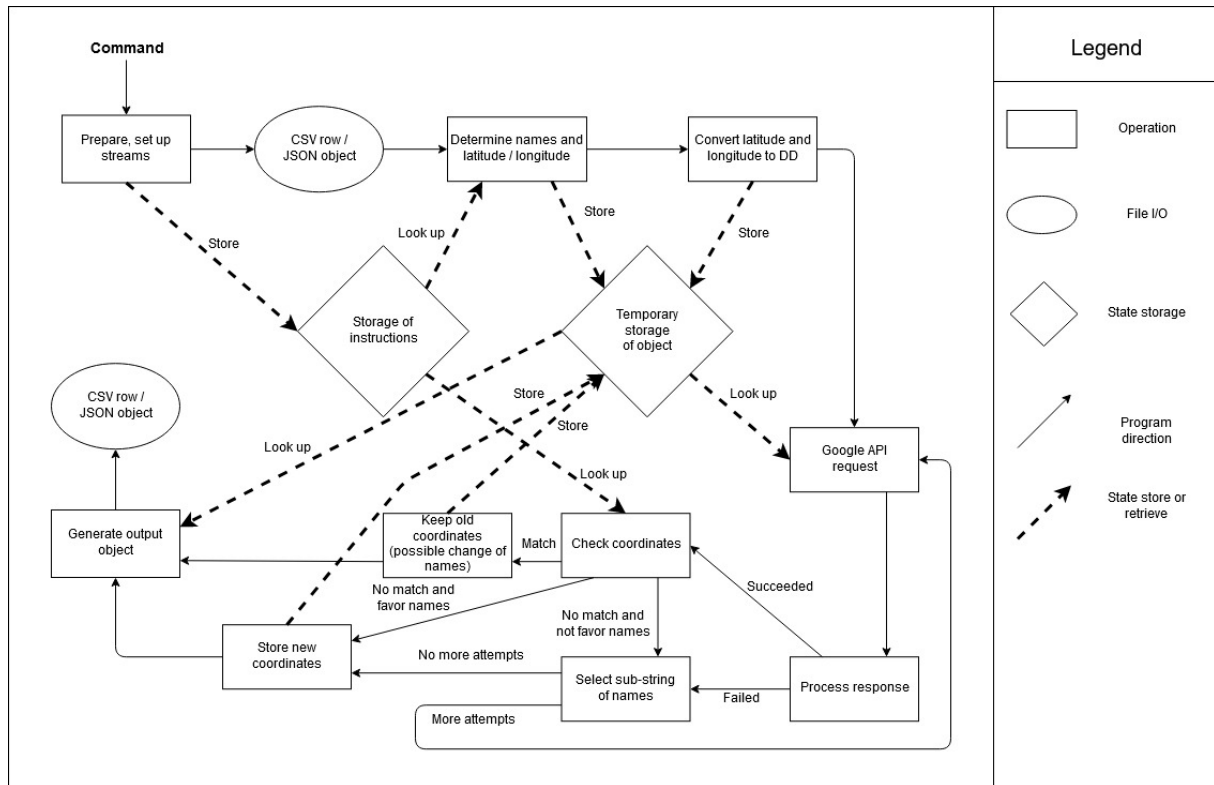 Command
Legend
Prepare, set up
streams
CSV row /
JSON object
Determine names and
latitude / longitude
Convert latitude and
longitude to DD
Operation
File I/O
Store
Look up
Store
Store
Storage of
instructions
Temporary
storage
of object
State storage
CSV row /
JSON object
Store
Look up
Store
Look up
Look up
Google API
request
Program
direction
State store or
retrieve
Generate output
object
Keep old
coordinates
(possible change of
names)
Match
Check coordinates
Succeeded
No match and
favor names
No match and
not favor names
Store new
coordinates
No more attempts
Select sub-string
of names
Failed
Process response
More attempts